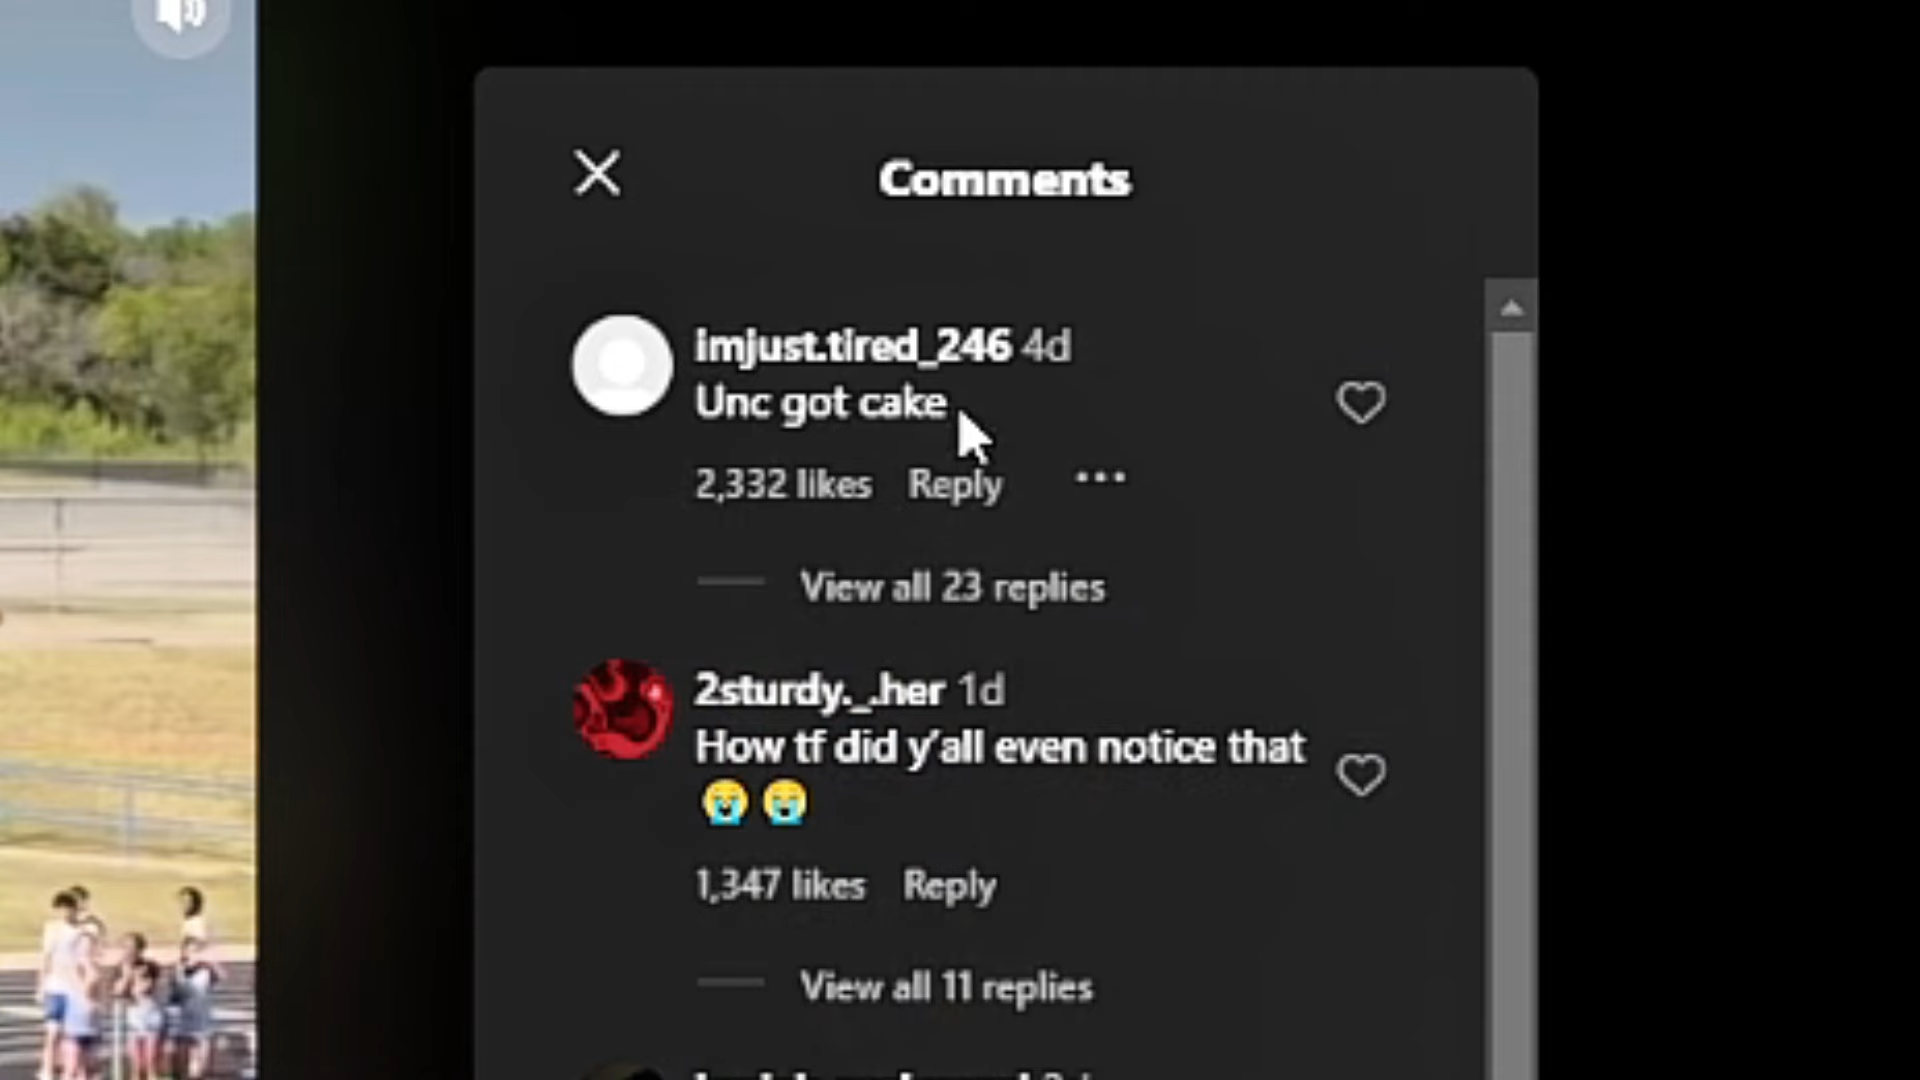 Comments
imjust.tired_246 4d
Unc got cake
2,332 likes Reply
View all 23 replies
2sturdy._.her 1d
How tf did y’all even notice that
😭 😭
1,347 likes Reply
View all 11 replies